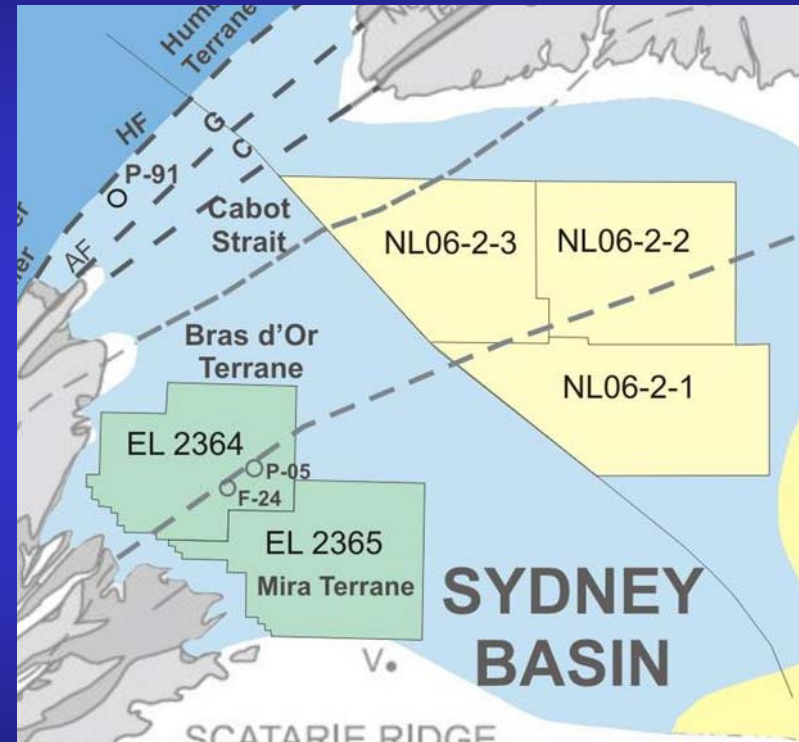 Terrane
HF
G
C
P-91
AF
Cabot
Strait
NL06-2-3
NL06-2-2
Bras d'Or
Terrane
NL06-2-1
EL 2364
P-05
F-24
EL 2365
Mira Terrane
SYDNEY
BASIN
V
SCATARIE RIDGE